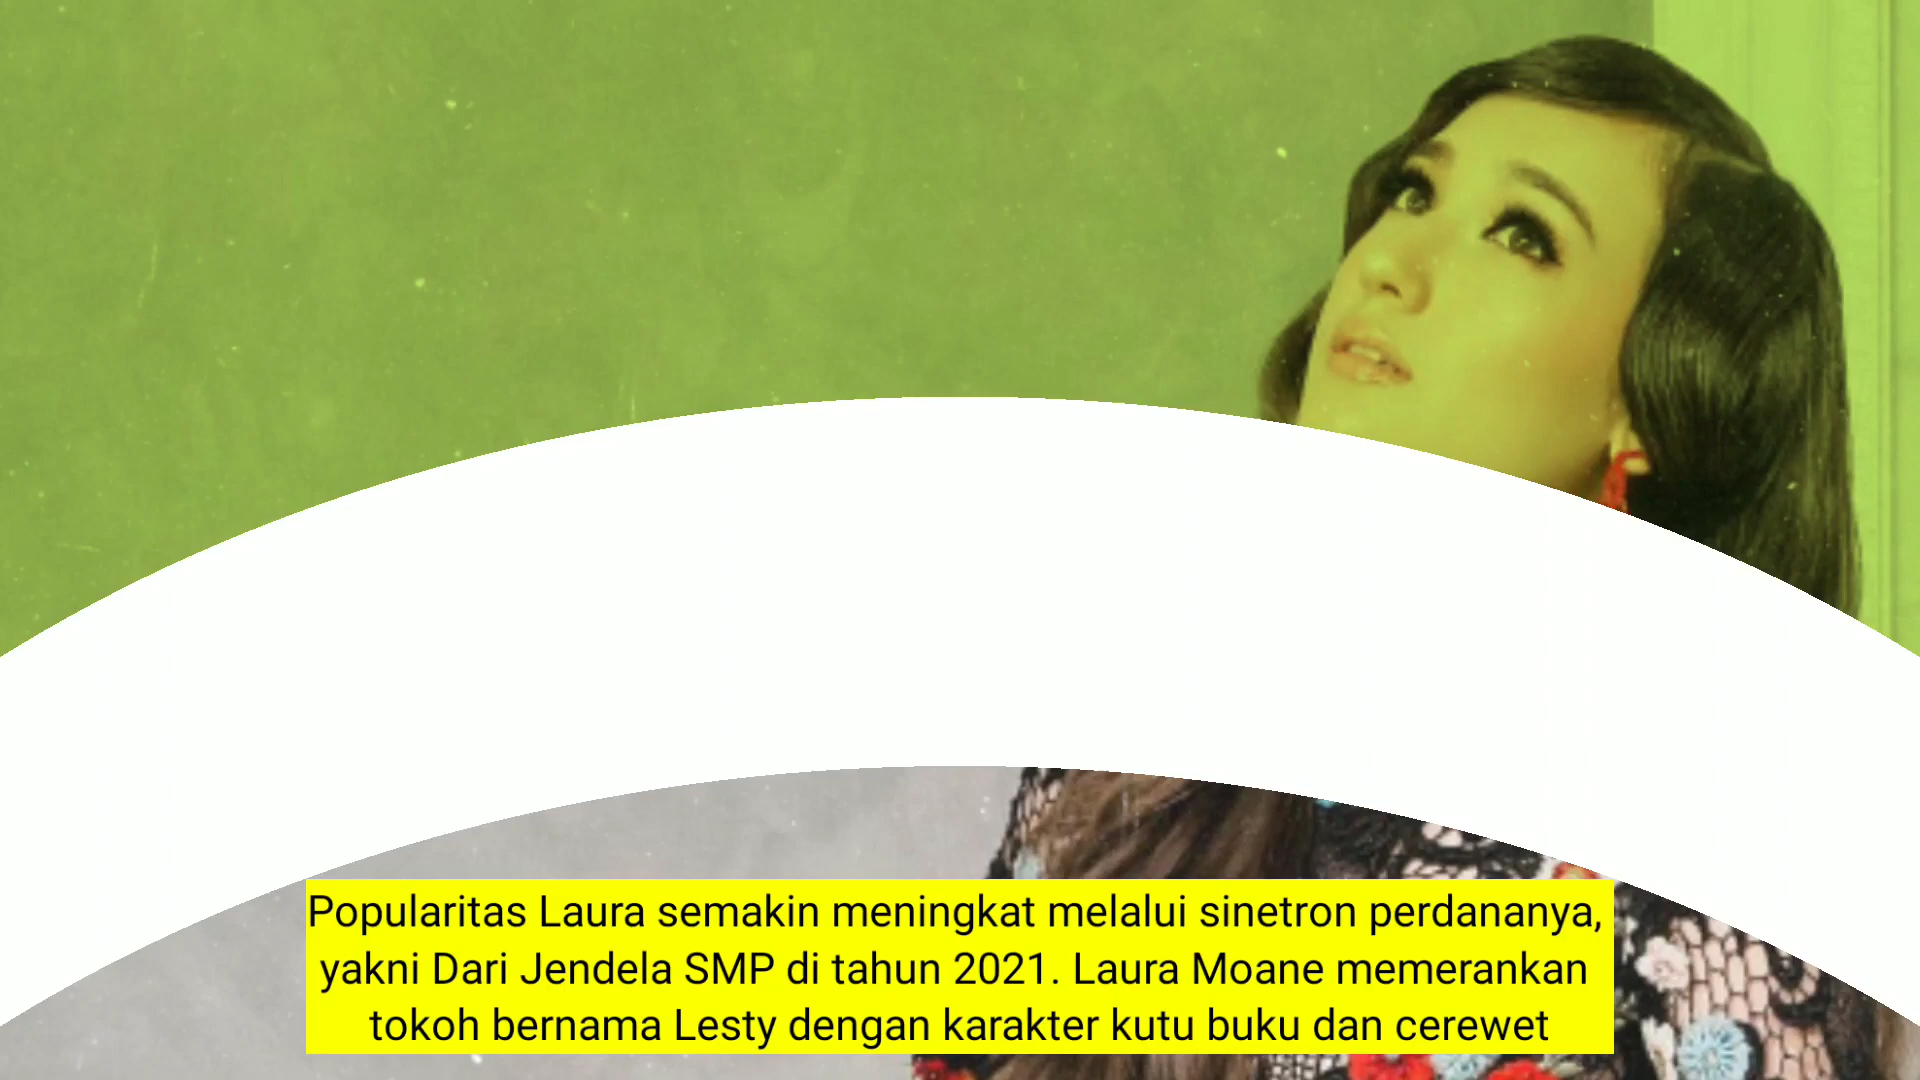 Popularitas Laura semakin meningkat melalui sinetron perdananya,
yakni Dari Jendela SMP di tahun 2021. Laura Moane memerankan
tokoh bernama Lesty dengan karakter kutu buku dan cerewet